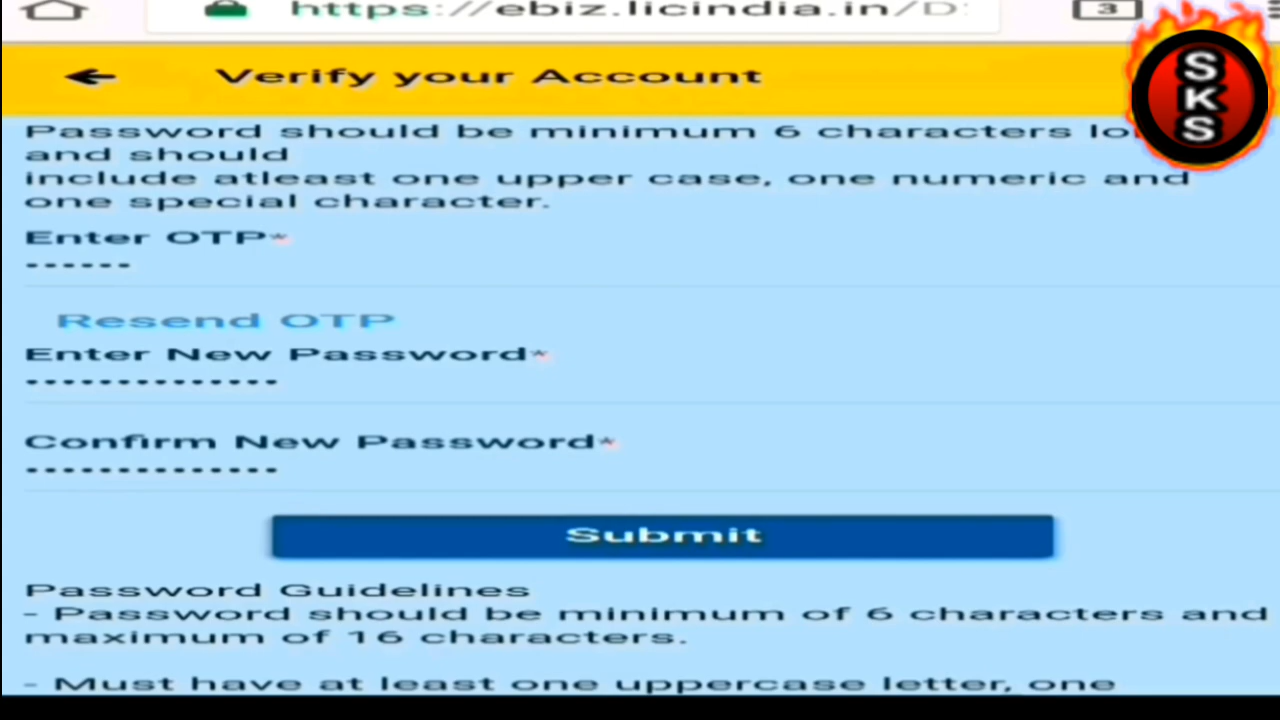 https://ebiz.licindia.in/D
3
Verify your Account
SKS
Password should be minimum 6 characters lo
and should
include atleast one upper case, one numeric and
one special character.
Enter OTP*
••••••
Resend OTP
Enter New Password*
••••••••••••••
Confirm New Password*
••••••••••••••
Submit
Password Guidelines
- Password should be minimum of 6 characters and
maximum of 16 characters.
- Must have at least one uppercase letter, one